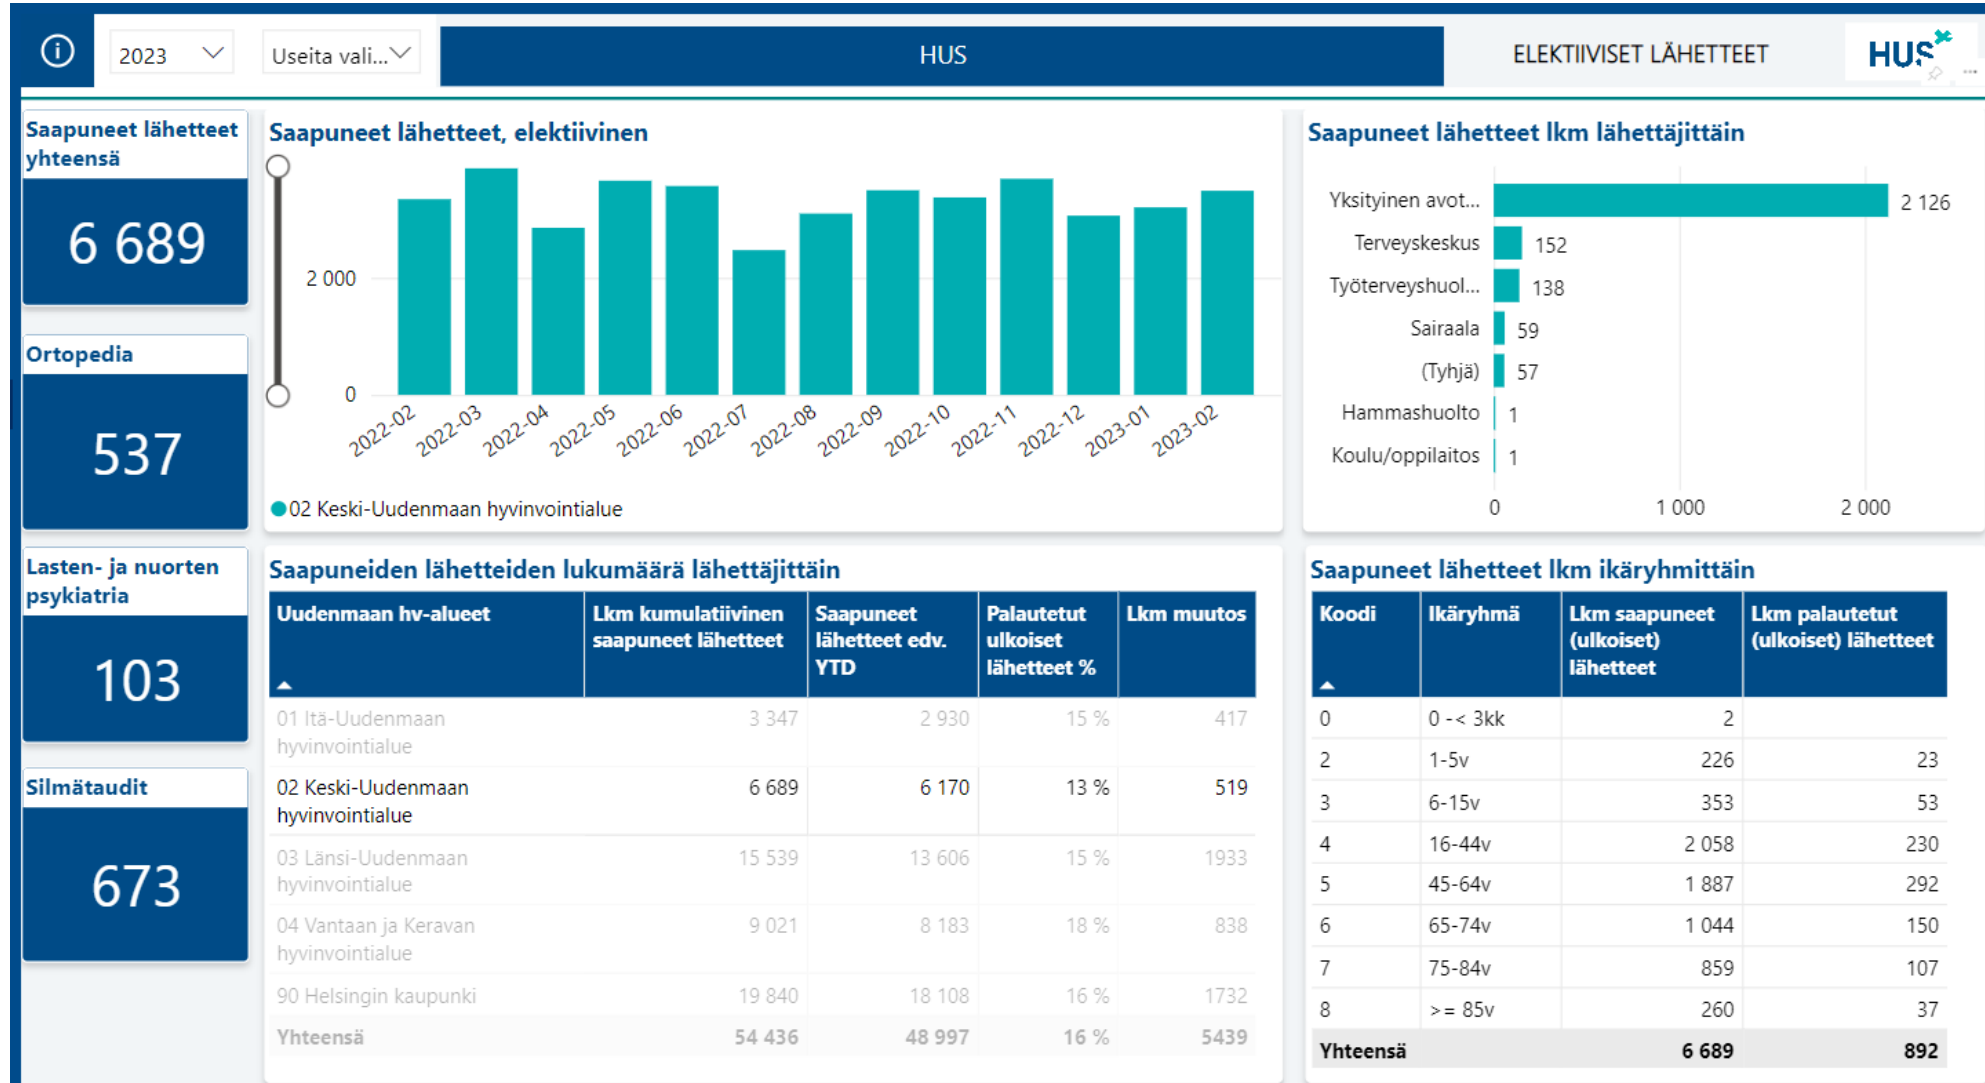 2023
Useita vali...
HUS
ELEKTIIVISET LÄHETTEET
HUS
Saapuneet lähetteet
yhteensä
6 689
Ortopedia
537
Lasten- ja nuorten
psykiatria
103
Silmätaudit
673
Saapuneet lähetteet, elektiivinen
2 000
0
2022-02 2022-03 2022-04 2022-05 2022-06 2022-07 2022-08 2022-09 2022-10 2022-11 2022-12 2023-01 2023-02
02 Keski-Uudenmaan hyvinvointialue
Saapuneet lähetteet lkm lähettäjittäin
Yksityinen avot... 2 126
Terveyskeskus 152
Työterveyshuol... 138
Sairaala 59
(Tyhjä) 57
Hammashuolto 1
Koulu/oppilaitos 1
0 1 000 2 000
Saapuneiden lähetteiden lukumäärä lähettäjittäin
Uudenmaan hv-alueet Lkm kumulatiivinen Saapuneet Palautetut Lkm muutos
saapuneet lähetteet lähetteet edv. ulkoiset
YTD lähetteet %
01 Itä-Uudenmaan 3 347 2 930 15 % 417
hyvinvointialue
02 Keski-Uudenmaan 6 689 6 170 13 % 519
hyvinvointialue
03 Länsi-Uudenmaan 15 539 13 606 15 % 1933
hyvinvointialue
04 Vantaan ja Keravan 9 021 8 183 18 % 838
hyvinvointialue
90 Helsingin kaupunki 19 840 18 108 16 % 1732
Yhteensä 54 436 48 997 16 % 5439
Saapuneet lähetteet lkm ikäryhmittäin
Koodi Ikäryhmä Lkm saapuneet Lkm palautetut
(ulkoiset) (ulkoiset) lähetteet
lähetteet
0 0 -< 3kk 2
2 1-5v 226 23
3 6-15v 353 53
4 16-44v 2 058 230
5 45-64v 1 887 292
6 65-74v 1 044 150
7 75-84v 859 107
8 >= 85v 260 37
Yhteensä 6 689 892